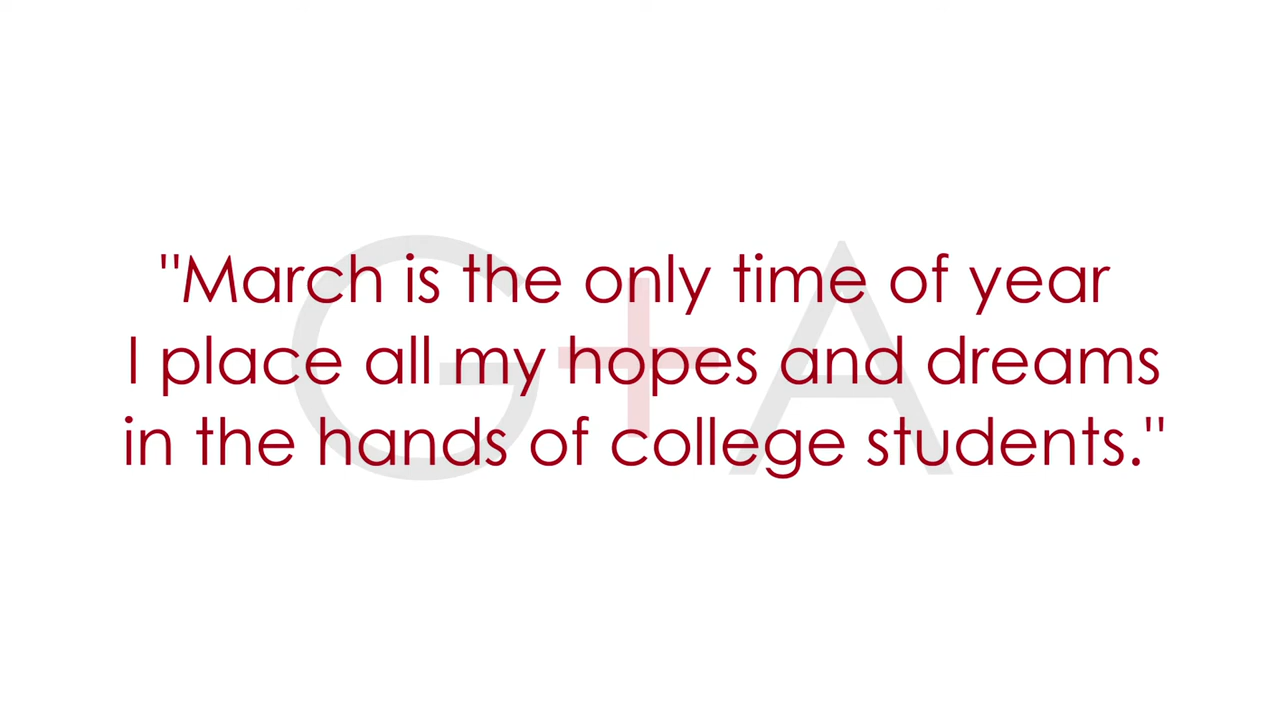 "March is the only time of year
I place all my hopes and dreams
in the hands of college students."
G+A